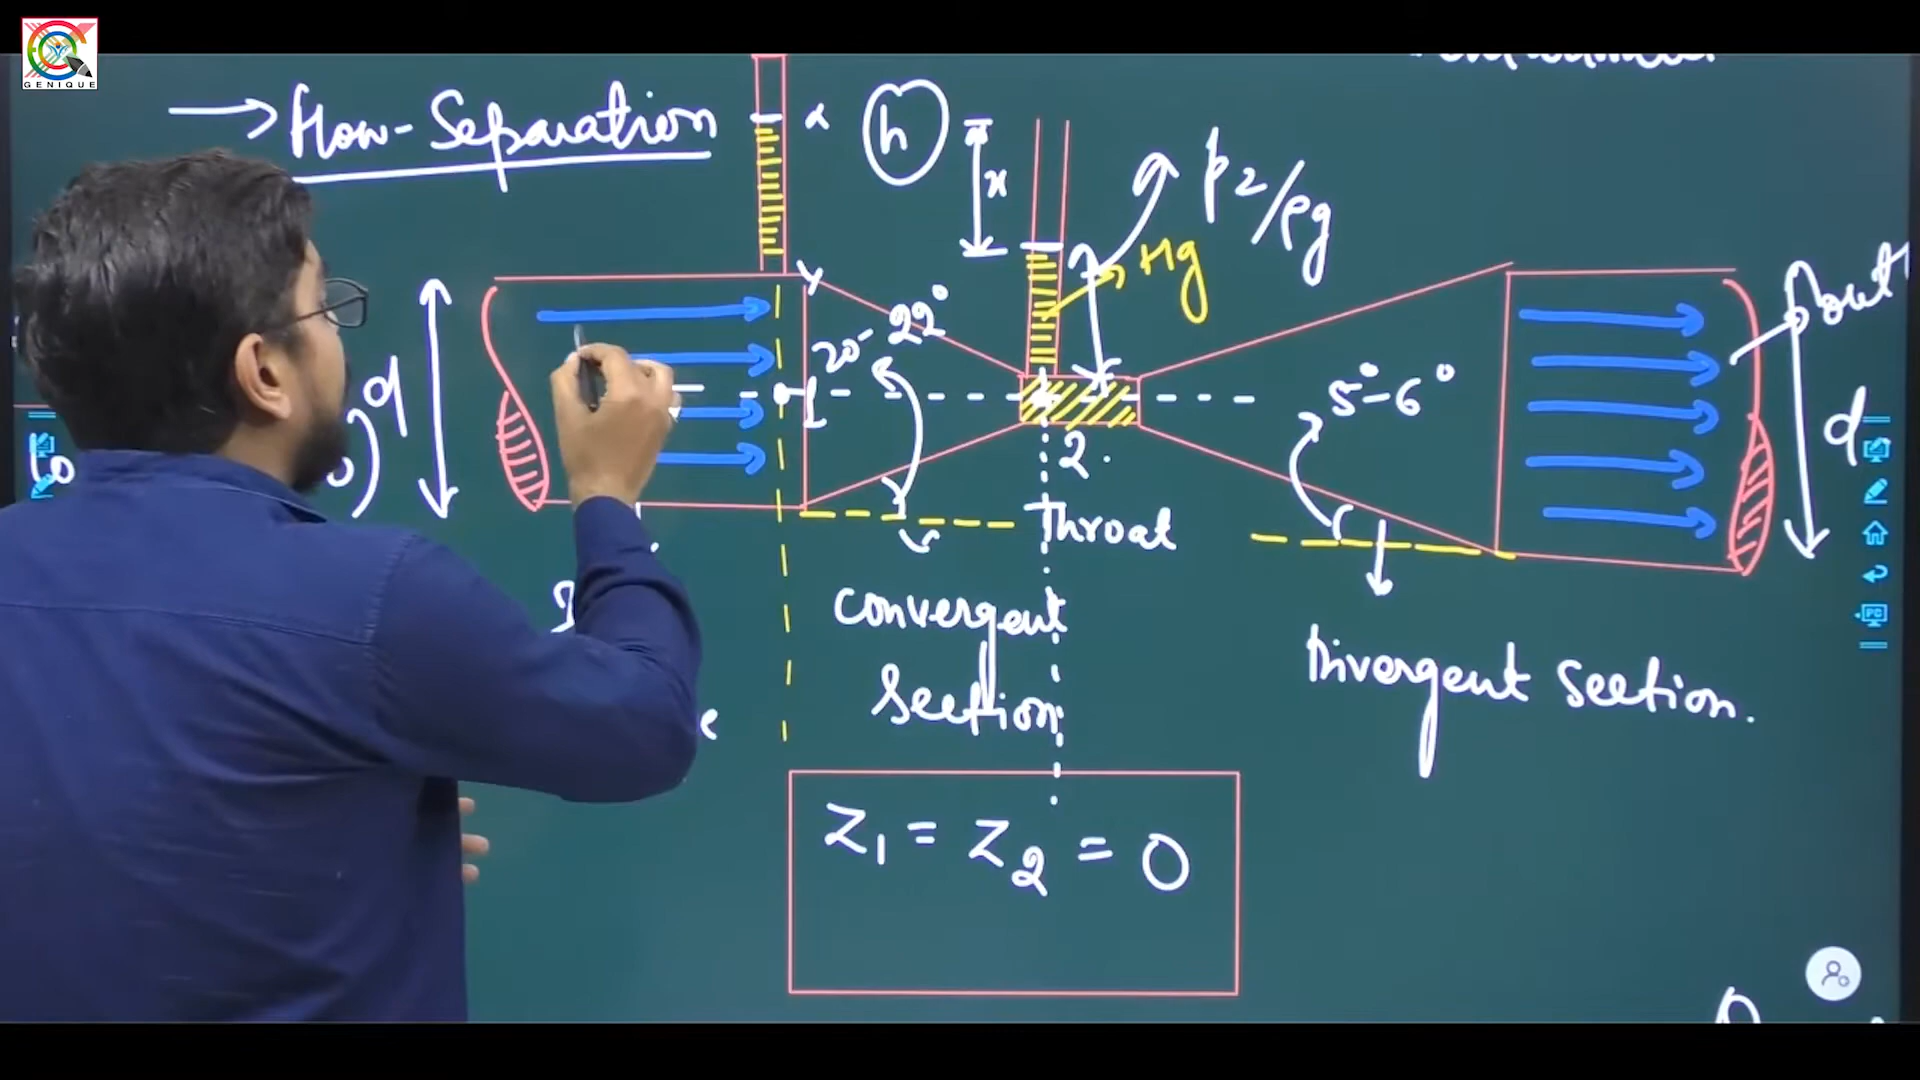 GENIQUE
→ Flow-Separation
α h
x
P2/ρg
Hg
20-22°
5°-6°
d
1
2.
d
Throat
Convergent
Section
Divergent Section.
Z1 = Z2 = 0
PC